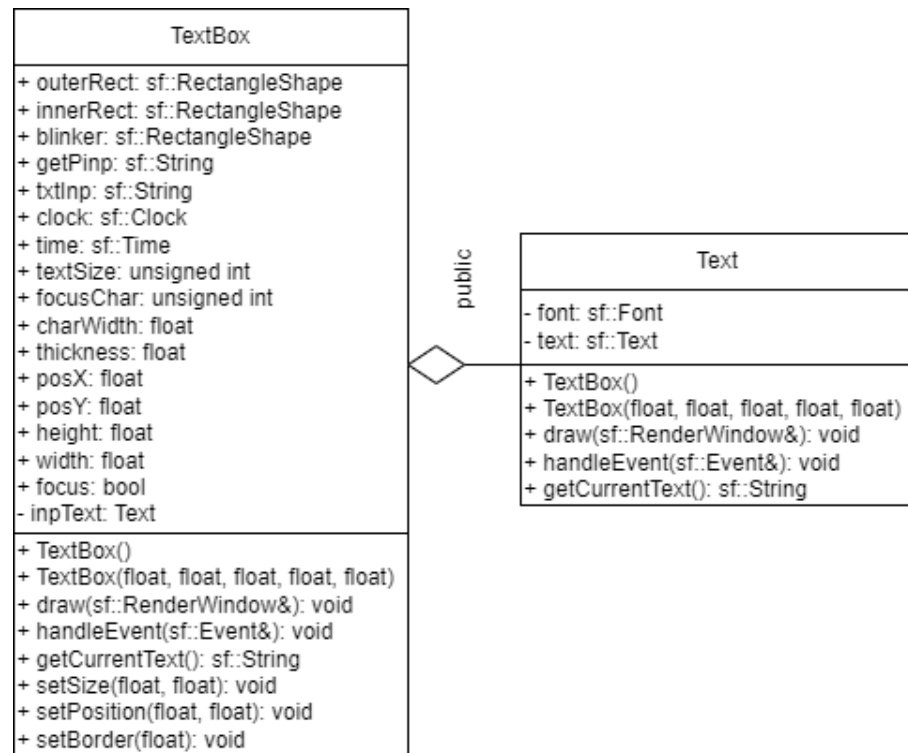 TextBox
+ outerRect: sf::RectangleShape
+ innerRect: sf::RectangleShape
+ blinker: sf::RectangleShape
+ getPinp: sf::String
+ txtInp: sf::String
+ clock: sf::Clock
+ time: sf::Time
+ textSize: unsigned int
+ focusChar: unsigned int
+ charWidth: float
+ thickness: float
+ posX: float
+ posY: float
+ height: float
+ width: float
+ focus: bool
- inpText: Text
+ TextBox()
+ TextBox(float, float, float, float, float)
+ draw(sf::RenderWindow&): void
+ handleEvent(sf::Event&): void
+ getCurrentText(): sf::String
+ setSize(float, float): void
+ setPosition(float, float): void
+ setBorder(float): void
public
Text
- font: sf::Font
- text: sf::Text
+ TextBox()
+ TextBox(float, float, float, float, float)
+ draw(sf::RenderWindow&): void
+ handleEvent(sf::Event&): void
+ getCurrentText(): sf::String